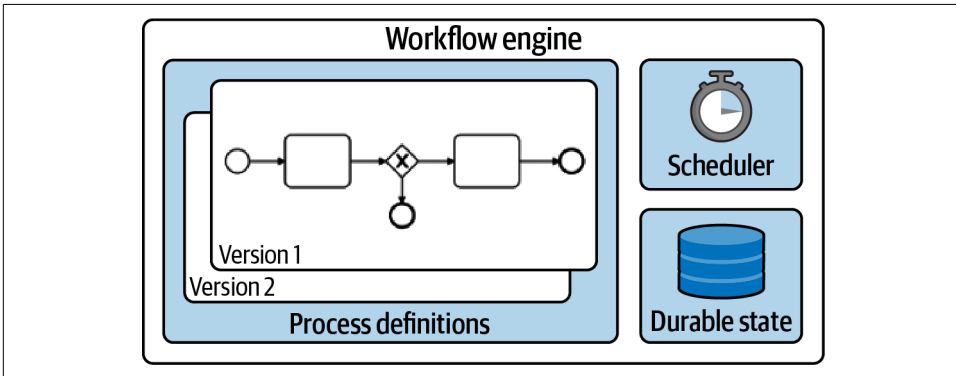 Workflow engine
Version 1
Version 2
Process definitions
Scheduler
Durable state